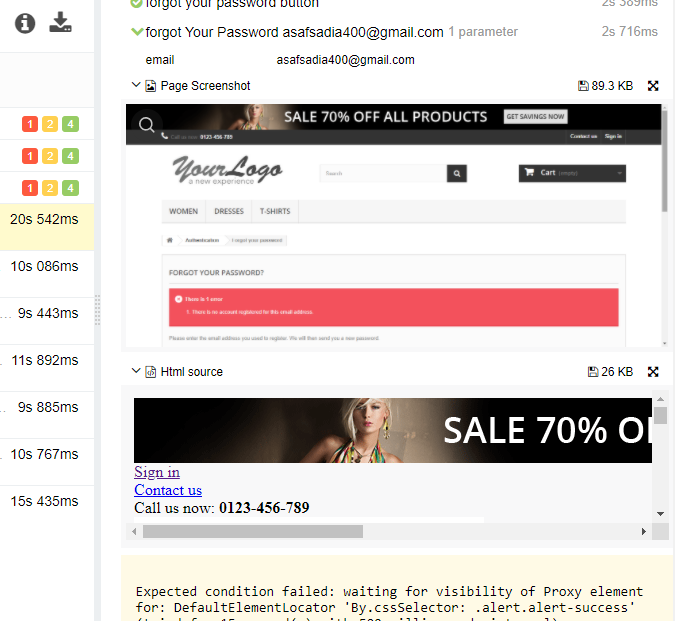 forgot your password button 2s 389ms
forgot Your Password asafsadia400@gmail.com 1 parameter 2s 716ms
email asafsadia400@gmail.com
Page Screenshot 89.3 KB
SALE 70% OFF ALL PRODUCTS GET SAVINGS NOW
Call us now: 0123-456-789 Contact us Sign in
YourLogo
a new experience
Search
Cart (empty)
WOMEN DRESSES T-SHIRTS
Authentication Forgot your password
FORGOT YOUR PASSWORD?
There is 1 error
1. There is no account registered for this email address.
Please enter the email address you used to register. We will then send you a new password.
Html source 26 KB
SALE 70% O
Sign in
Contact us
Call us now: 0123-456-789
Expected condition failed: waiting for visibility of Proxy element
for: DefaultElementLocator 'By.cssSelector: .alert.alert-success'
1 2 4
1 2 4
1 2 4
20s 542ms
10s 086ms
... 9s 443ms
11s 892ms
9s 885ms
10s 767ms
15s 435ms